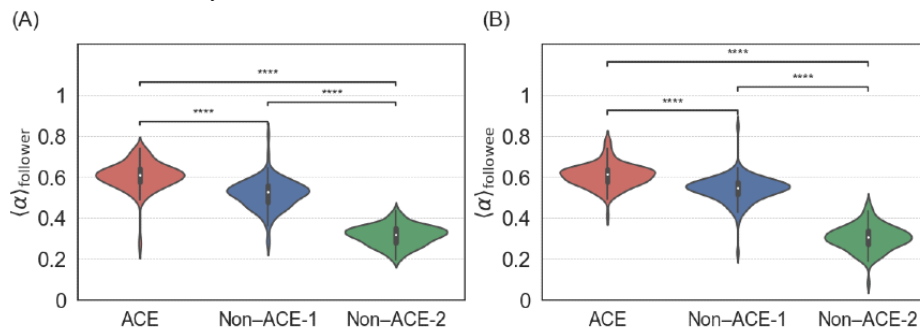 (A)
(B)
****
****
****
****
****
****
1
0.8
0.6
0.4
0.2
0
⟨α⟩follower
ACE
Non–ACE-1
Non–ACE-2
1
0.8
0.6
0.4
0.2
0
⟨α⟩followee
ACE
Non–ACE-1
Non–ACE-2